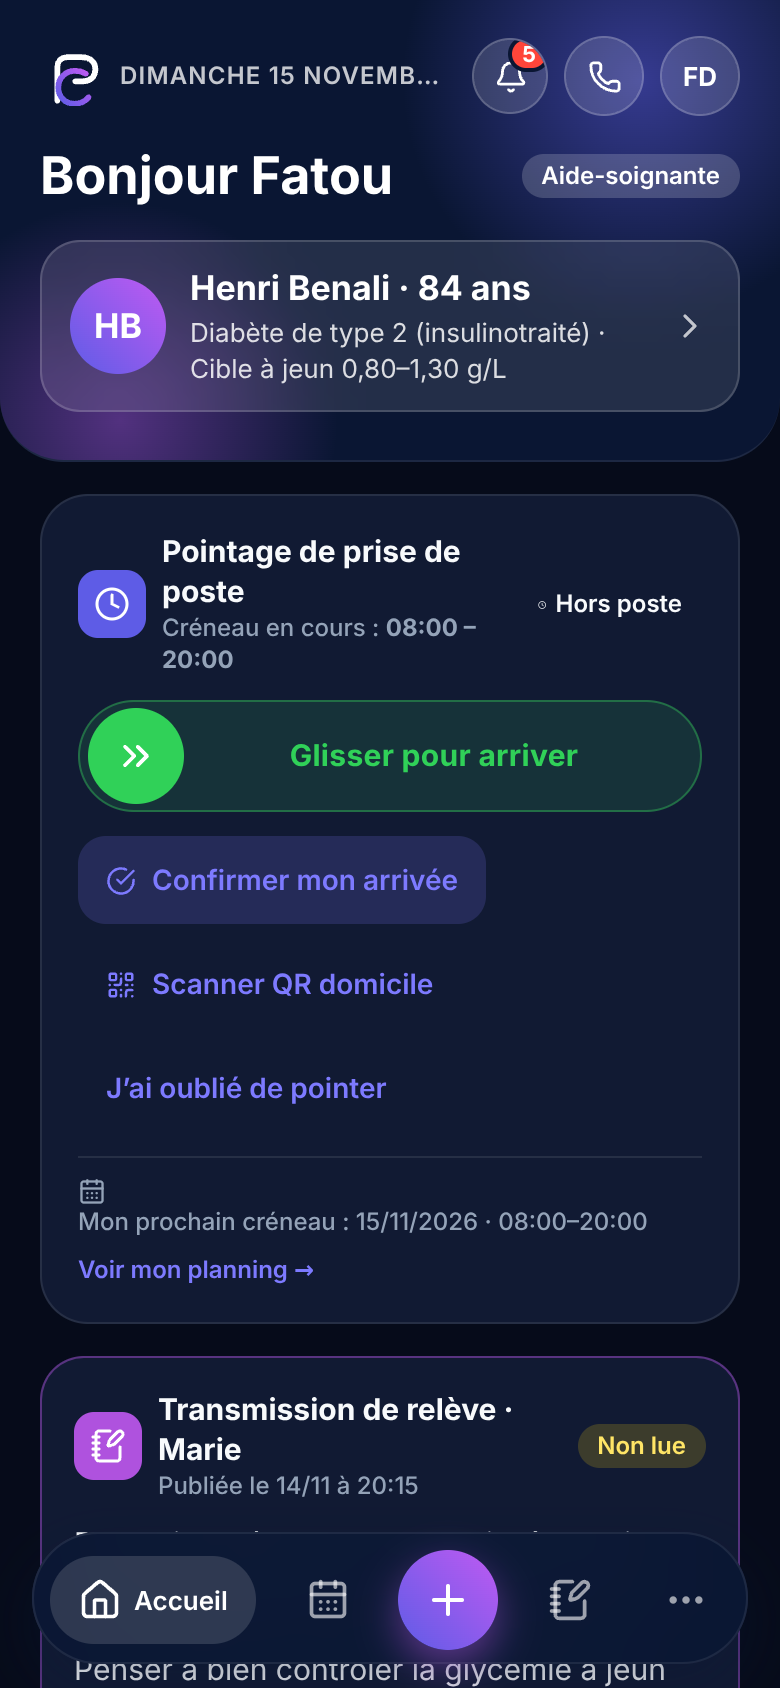 DIMANCHE 15 NOVEMB...
5
FD
Bonjour Fatou
Aide-soignante
HB
Henri Benali · 84 ans
Diabète de type 2 (insulinotraité) ·
Cible à jeun 0,80–1,30 g/L
Pointage de prise de
poste
Créneau en cours : 08:00 –
20:00
Hors poste
Glisser pour arriver
Confirmer mon arrivée
Scanner QR domicile
J’ai oublié de pointer
Mon prochain créneau : 15/11/2026 · 08:00–20:00
Voir mon planning →
Transmission de relève ·
Marie
Publiée le 14/11 à 20:15
Non lue
Accueil
Penser à bien contrôler la glycémie à jeun